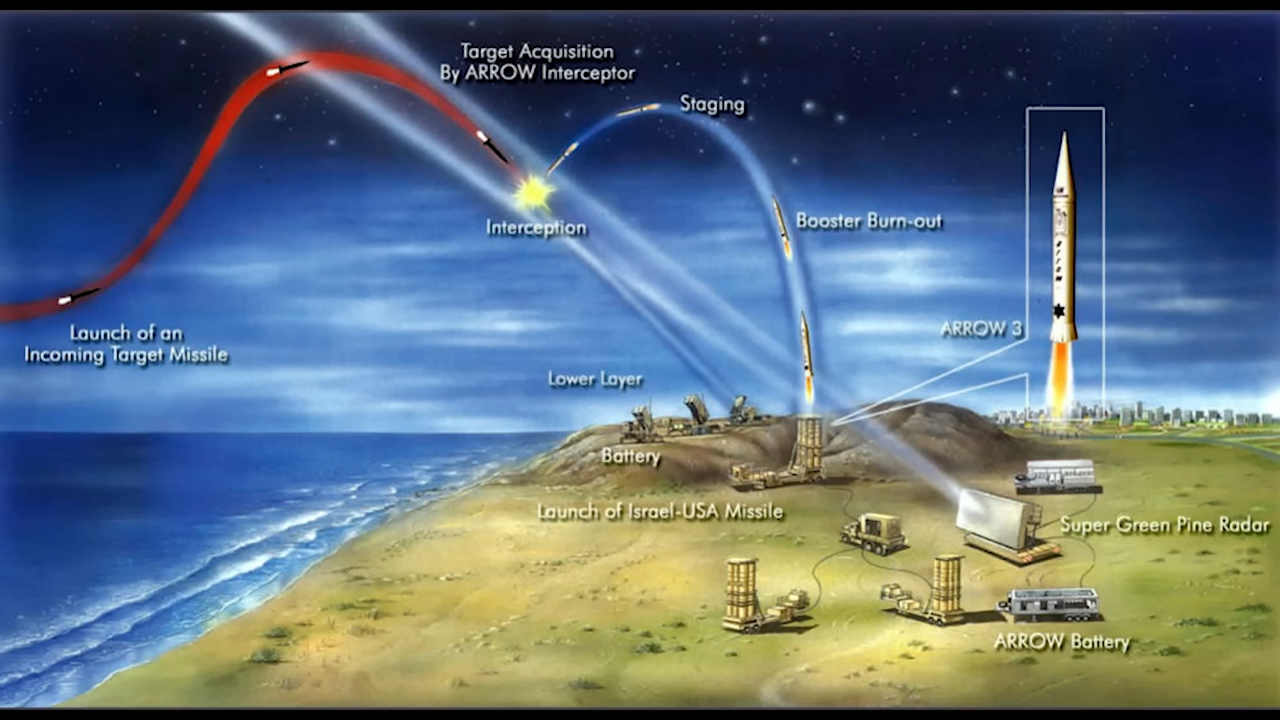 Target Acquisition
By ARROW Interceptor
Staging
Interception
Booster Burn-out
Launch of an
Incoming Target Missile
ARROW 3
ARROW
Lower Layer
Battery
Launch of Israel-USA Missile
Super Green Pine Radar
ARROW Battery